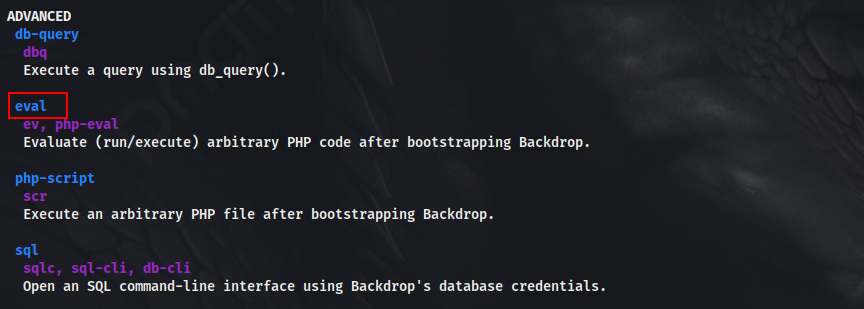 ADVANCED
db-query
dbq
Execute a query using db_query().
eval
ev, php-eval
Evaluate (run/execute) arbitrary PHP code after bootstrapping Backdrop.
php-script
scr
Execute an arbitrary PHP file after bootstrapping Backdrop.
sql
sqlc, sql-cli, db-cli
Open an SQL command-line interface using Backdrop's database credentials.